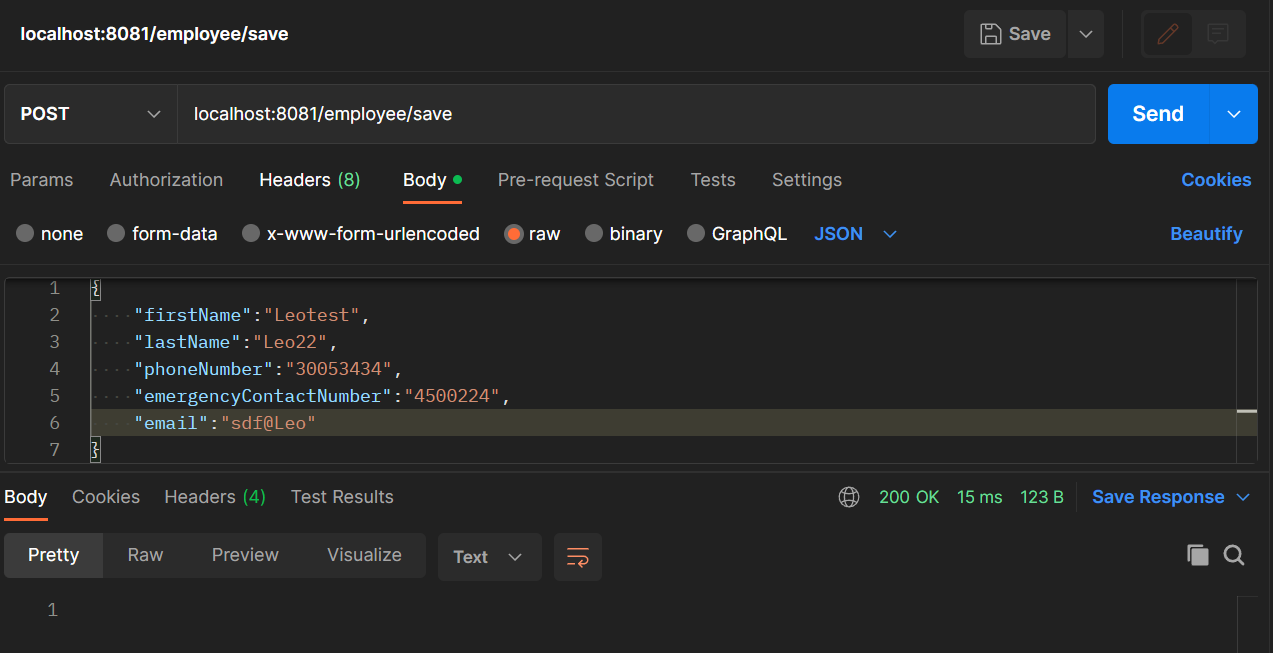 localhost:8081/employee/save Save
POST localhost:8081/employee/save Send
Params Authorization Headers (8) Body Pre-request Script Tests Settings Cookies
none form-data x-www-form-urlencoded raw binary GraphQL JSON Beautify
1 {
2 ····"firstName":"Leotest",
3 ····"lastName":"Leo22",
4 ····"phoneNumber":"30053434",
5 ····"emergencyContactNumber":"4500224",
6 ····"email":"sdf@Leo"
7 }
Body Cookies Headers (4) Test Results 200 OK 15 ms 123 B Save Response
Pretty Raw Preview Visualize Text
1